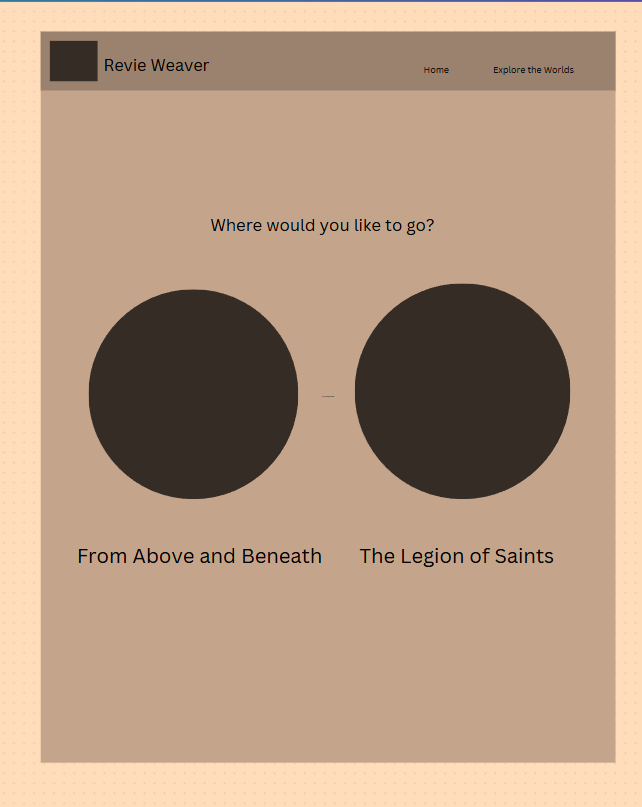 Revie Weaver
Home
Explore the Worlds
Where would you like to go?
From Above and Beneath
The Legion of Saints